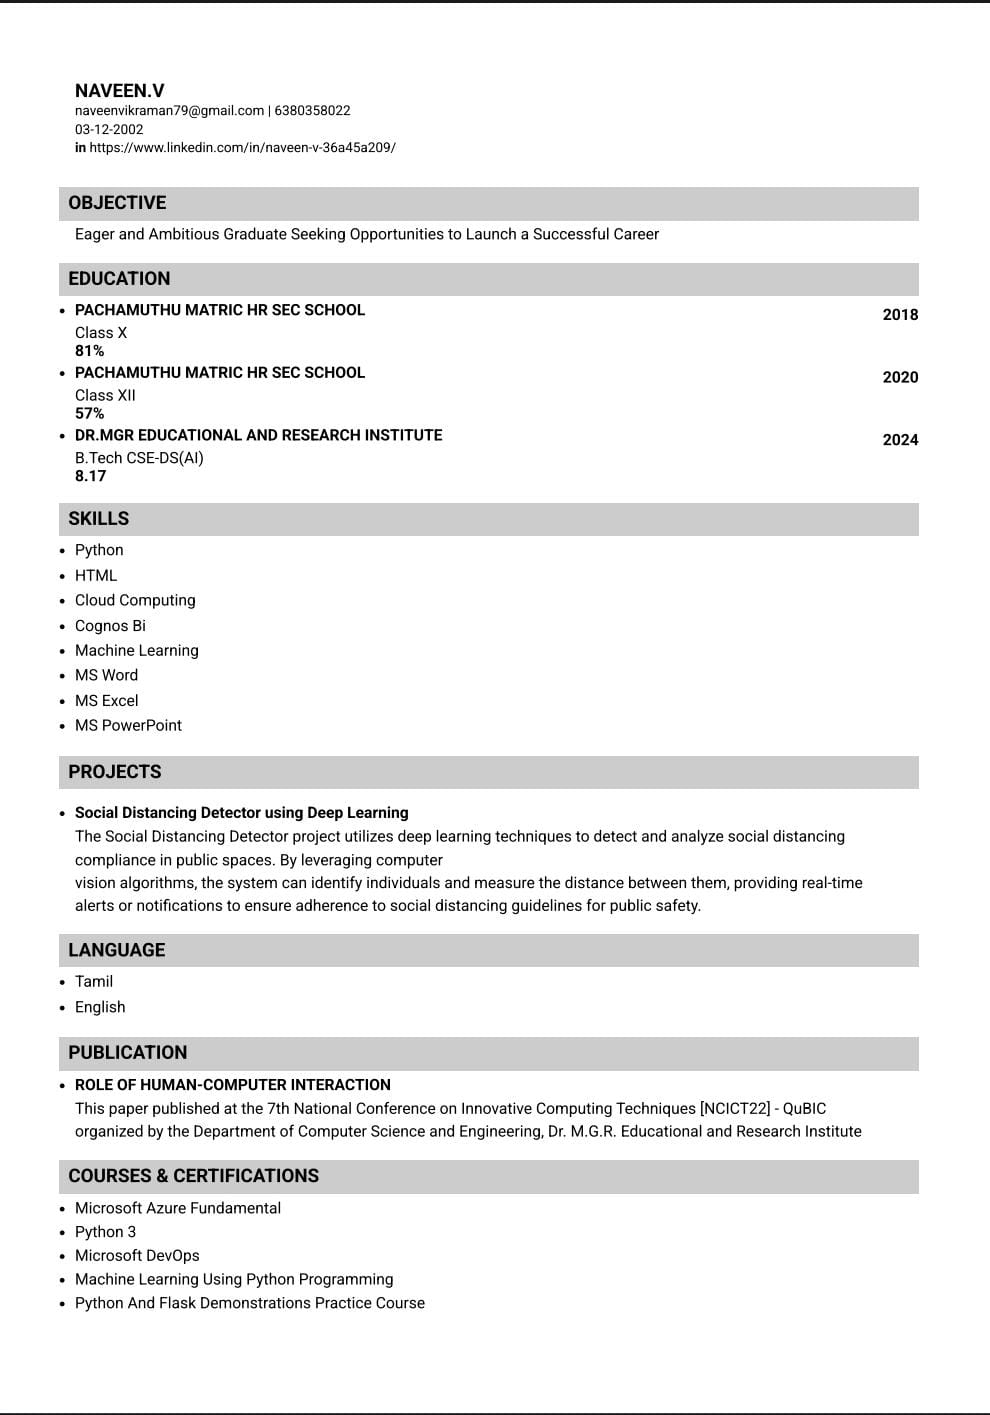 NAVEEN.V
naveenvikraman79@gmail.com | 6380358022
03-12-2002
in https://www.linkedin.com/in/naveen-v-36a45a209/
OBJECTIVE
Eager and Ambitious Graduate Seeking Opportunities to Launch a Successful Career
EDUCATION
• PACHAMUTHU MATRIC HR SEC SCHOOL 2018
Class X
81%
• PACHAMUTHU MATRIC HR SEC SCHOOL 2020
Class XII
57%
• DR.MGR EDUCATIONAL AND RESEARCH INSTITUTE 2024
B.Tech CSE-DS(AI)
8.17
SKILLS
• Python
• HTML
• Cloud Computing
• Cognos Bi
• Machine Learning
• MS Word
• MS Excel
• MS PowerPoint
PROJECTS
• Social Distancing Detector using Deep Learning
The Social Distancing Detector project utilizes deep learning techniques to detect and analyze social distancing
compliance in public spaces. By leveraging computer
vision algorithms, the system can identify individuals and measure the distance between them, providing real-time
alerts or notifications to ensure adherence to social distancing guidelines for public safety.
LANGUAGE
• Tamil
• English
PUBLICATION
• ROLE OF HUMAN-COMPUTER INTERACTION
This paper published at the 7th National Conference on Innovative Computing Techniques [NCICT22] - QuBIC
organized by the Department of Computer Science and Engineering, Dr. M.G.R. Educational and Research Institute
COURSES & CERTIFICATIONS
• Microsoft Azure Fundamental
• Python 3
• Microsoft DevOps
• Machine Learning Using Python Programming
• Python And Flask Demonstrations Practice Course